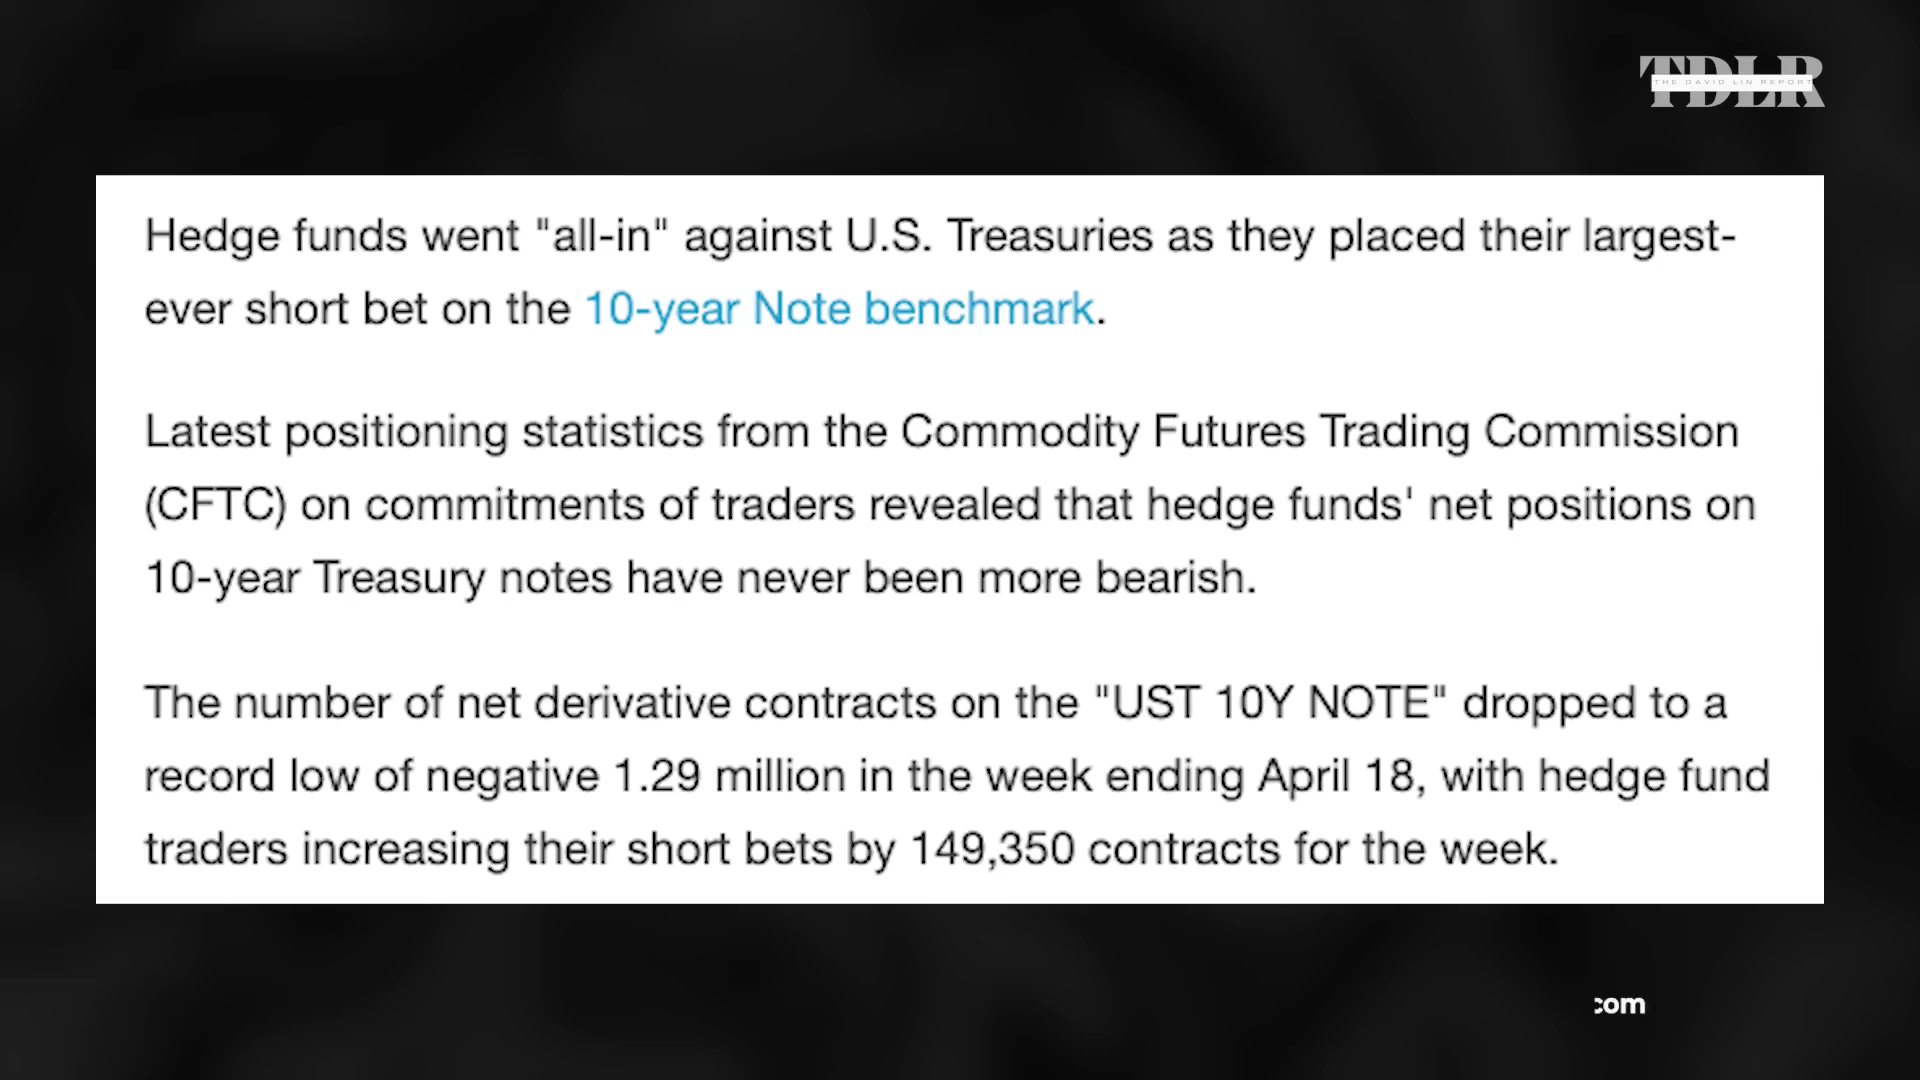 TDLR
THE DAVID LIN REPORT
Hedge funds went "all-in" against U.S. Treasuries as they placed their largest-
ever short bet on the 10-year Note benchmark.
Latest positioning statistics from the Commodity Futures Trading Commission
(CFTC) on commitments of traders revealed that hedge funds' net positions on
10-year Treasury notes have never been more bearish.
The number of net derivative contracts on the "UST 10Y NOTE" dropped to a
record low of negative 1.29 million in the week ending April 18, with hedge fund
traders increasing their short bets by 149,350 contracts for the week.
com